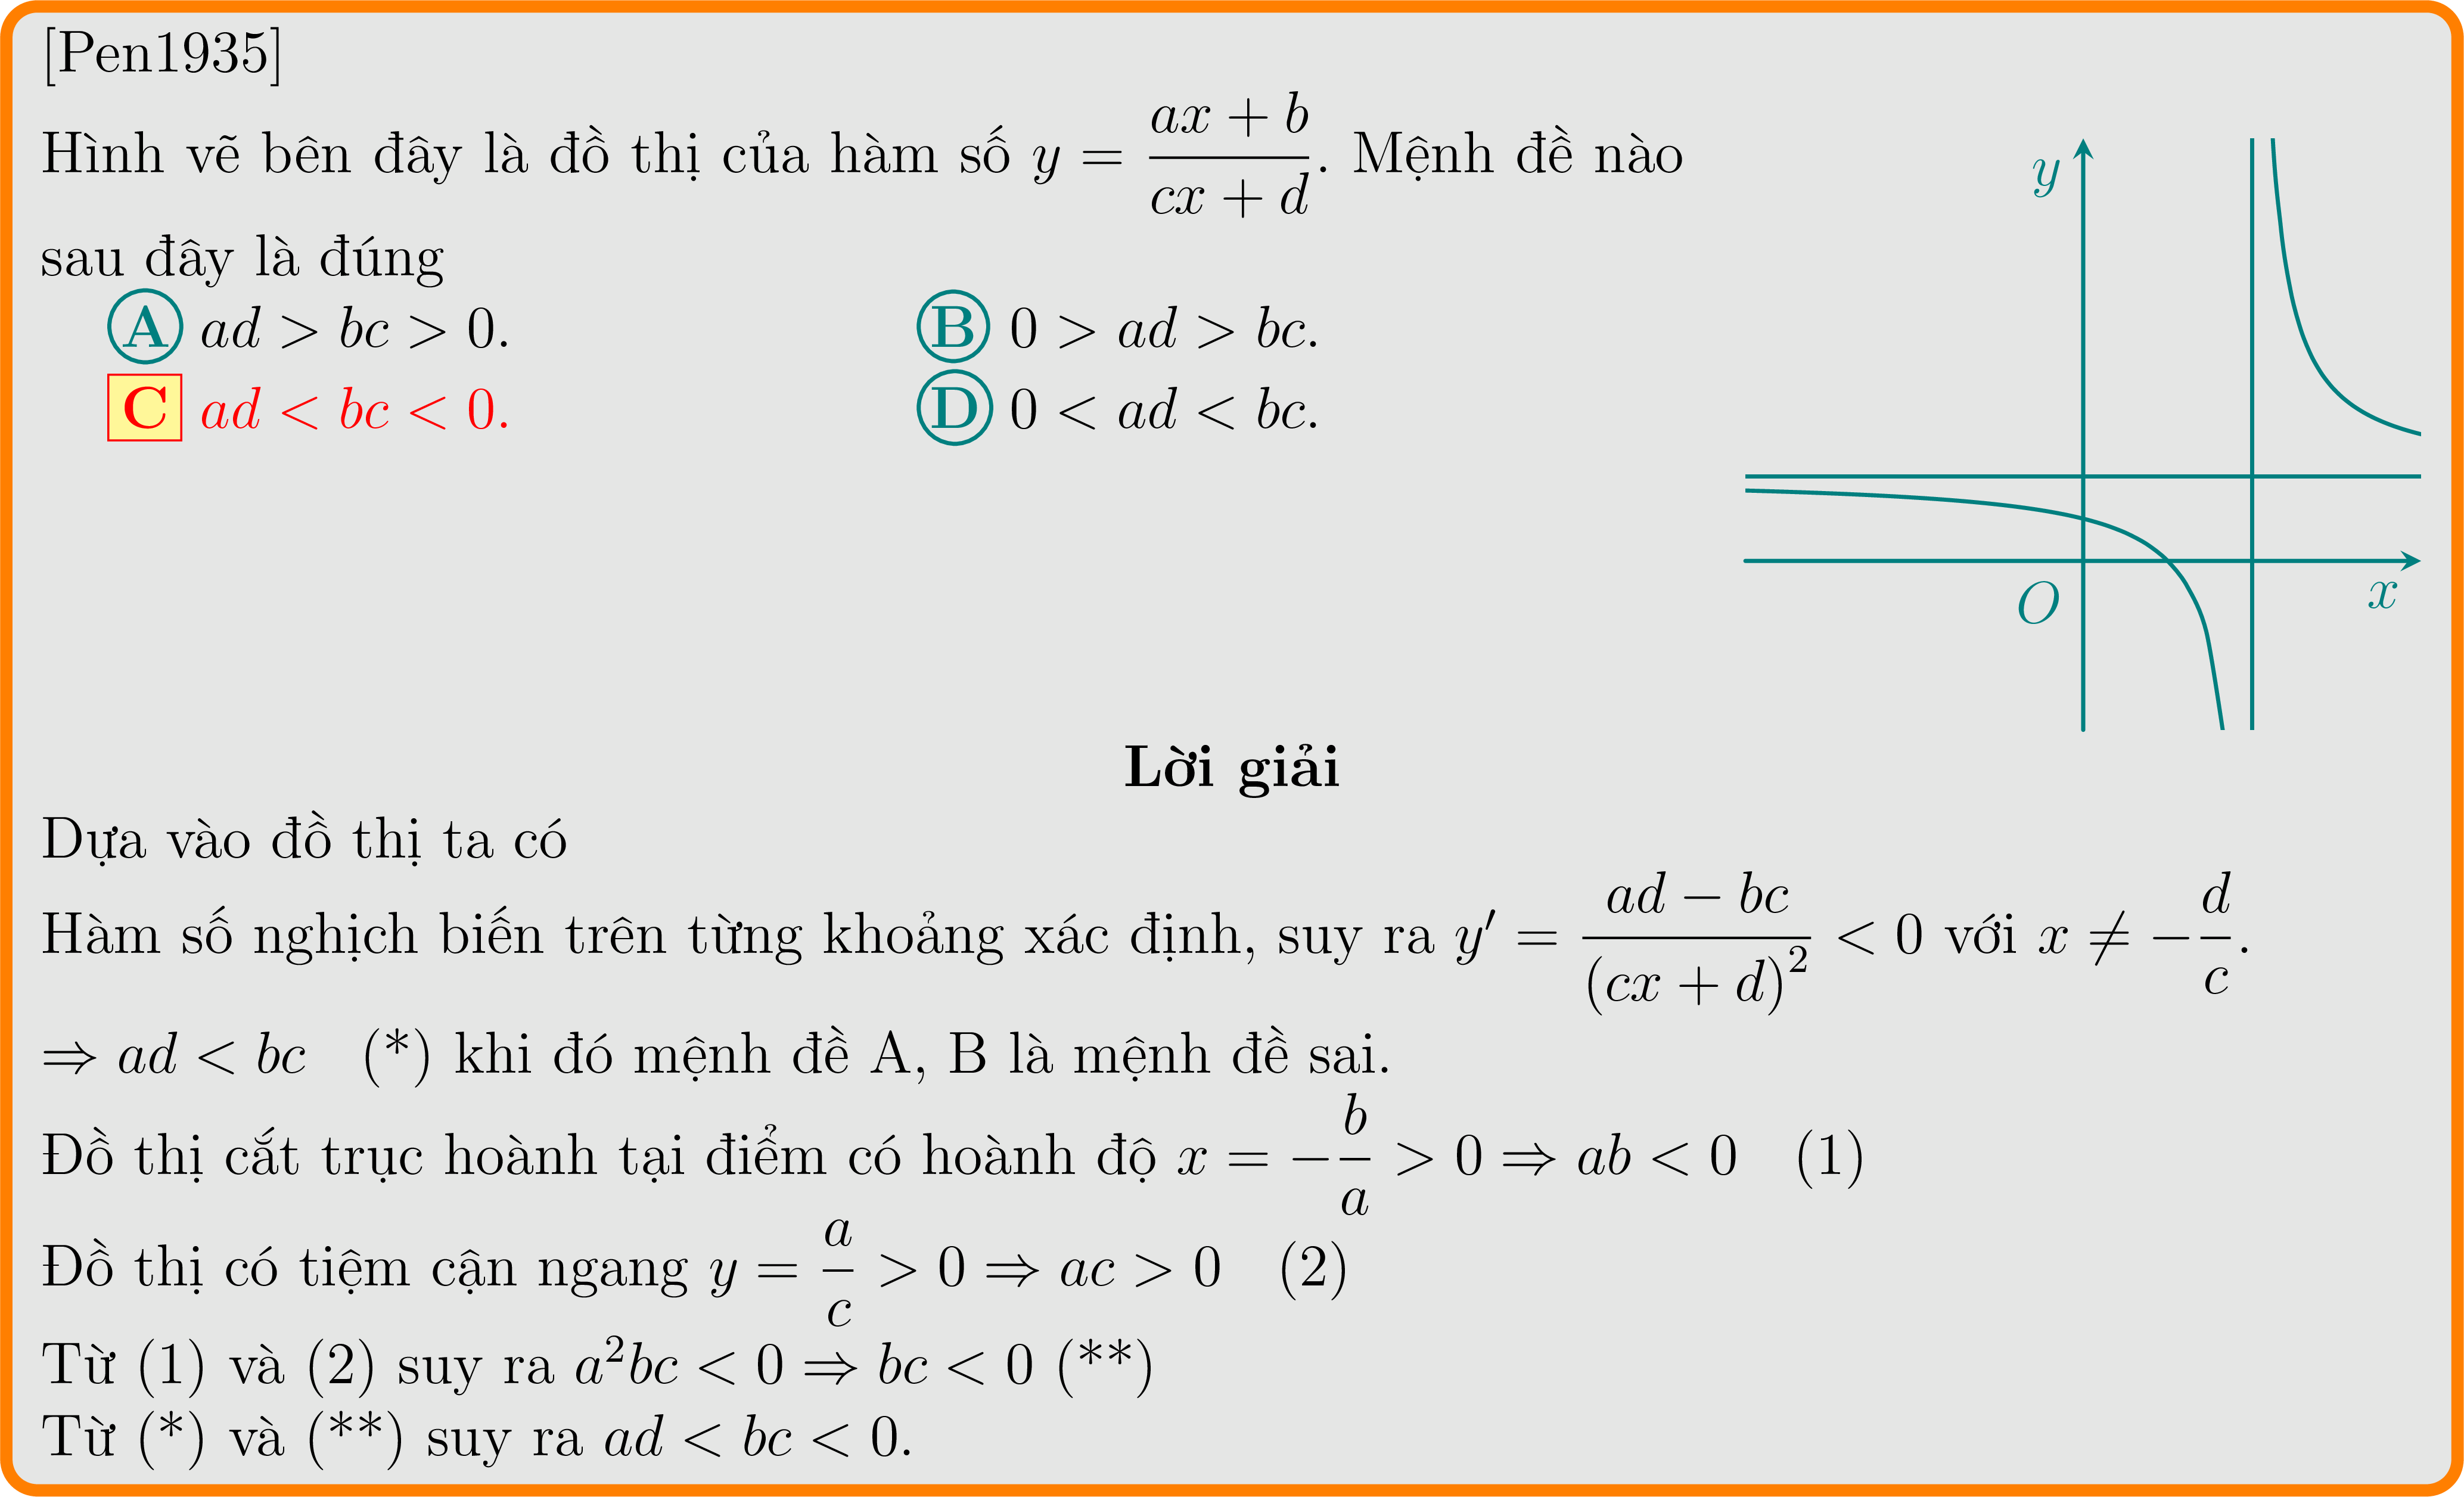 [Pen1935]
Hình vẽ bên đây là đồ thị của hàm số $y = \dfrac{ax+b}{cx+d}$. Mệnh đề nào
sau đây là đúng
A $ad > bc > 0$. B $0 > ad > bc$.
C $ad < bc < 0$. D $0 < ad < bc$.
y
O
x
Lời giải
Dựa vào đồ thị ta có
Hàm số nghịch biến trên từng khoảng xác định, suy ra $y' = \dfrac{ad-bc}{(cx+d)^2} < 0$ với $x \neq -\dfrac{d}{c}$.
$\Rightarrow ad < bc$ (*) khi đó mệnh đề A, B là mệnh đề sai.
Đồ thị cắt trục hoành tại điểm có hoành độ $x = -\dfrac{b}{a} > 0 \Rightarrow ab < 0$ (1)
Đồ thị có tiệm cận ngang $y = \dfrac{a}{c} > 0 \Rightarrow ac > 0$ (2)
Từ (1) và (2) suy ra $a^2bc < 0 \Rightarrow bc < 0$ (**)
Từ (*) và (**) suy ra $ad < bc < 0$.